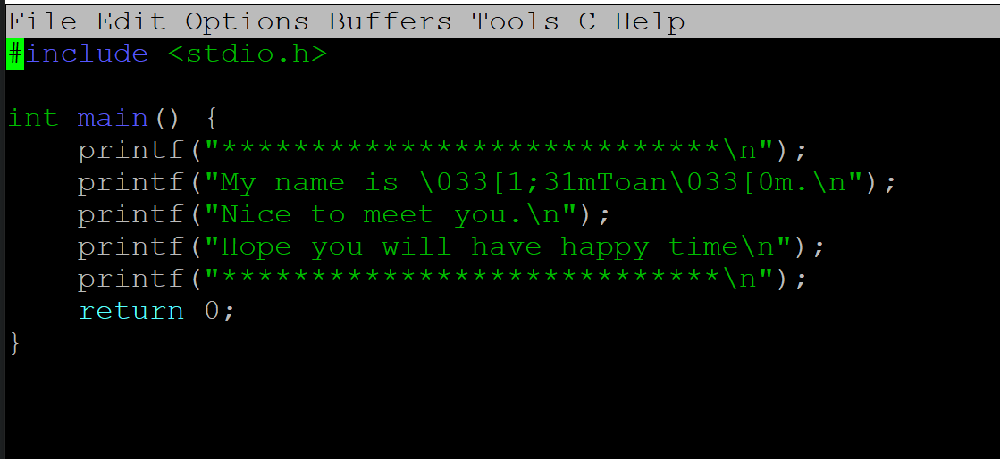 File Edit Options Buffers Tools C Help
#include <stdio.h>
int main() {
    printf("****************************\n");
    printf("My name is \033[1;31mToan\033[0m.\n");
    printf("Nice to meet you.\n");
    printf("Hope you will have happy time\n");
    printf("****************************\n");
    return 0;
}